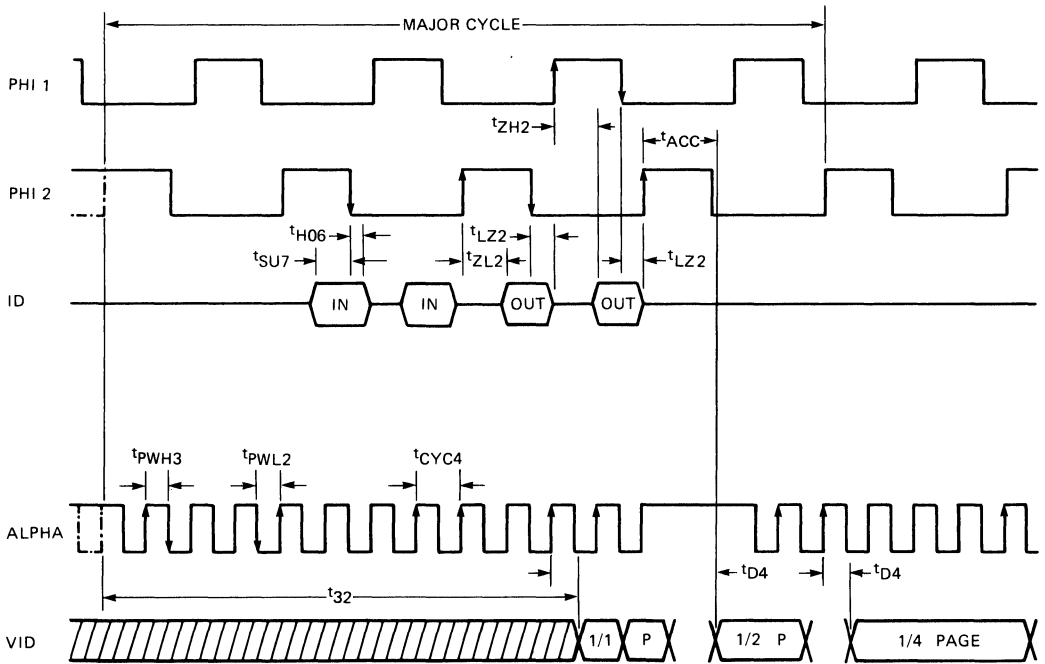 MAJOR CYCLE
PHI 1
tZH2
tACC
PHI 2
tH06
tLZ2
tSU7
tZL2
tLZ2
ID
IN
IN
OUT
OUT
tPWH3
tPWL2
tCYC4
ALPHA
tD4
tD4
t32
VID
1/1
P
1/2 P
1/4 PAGE